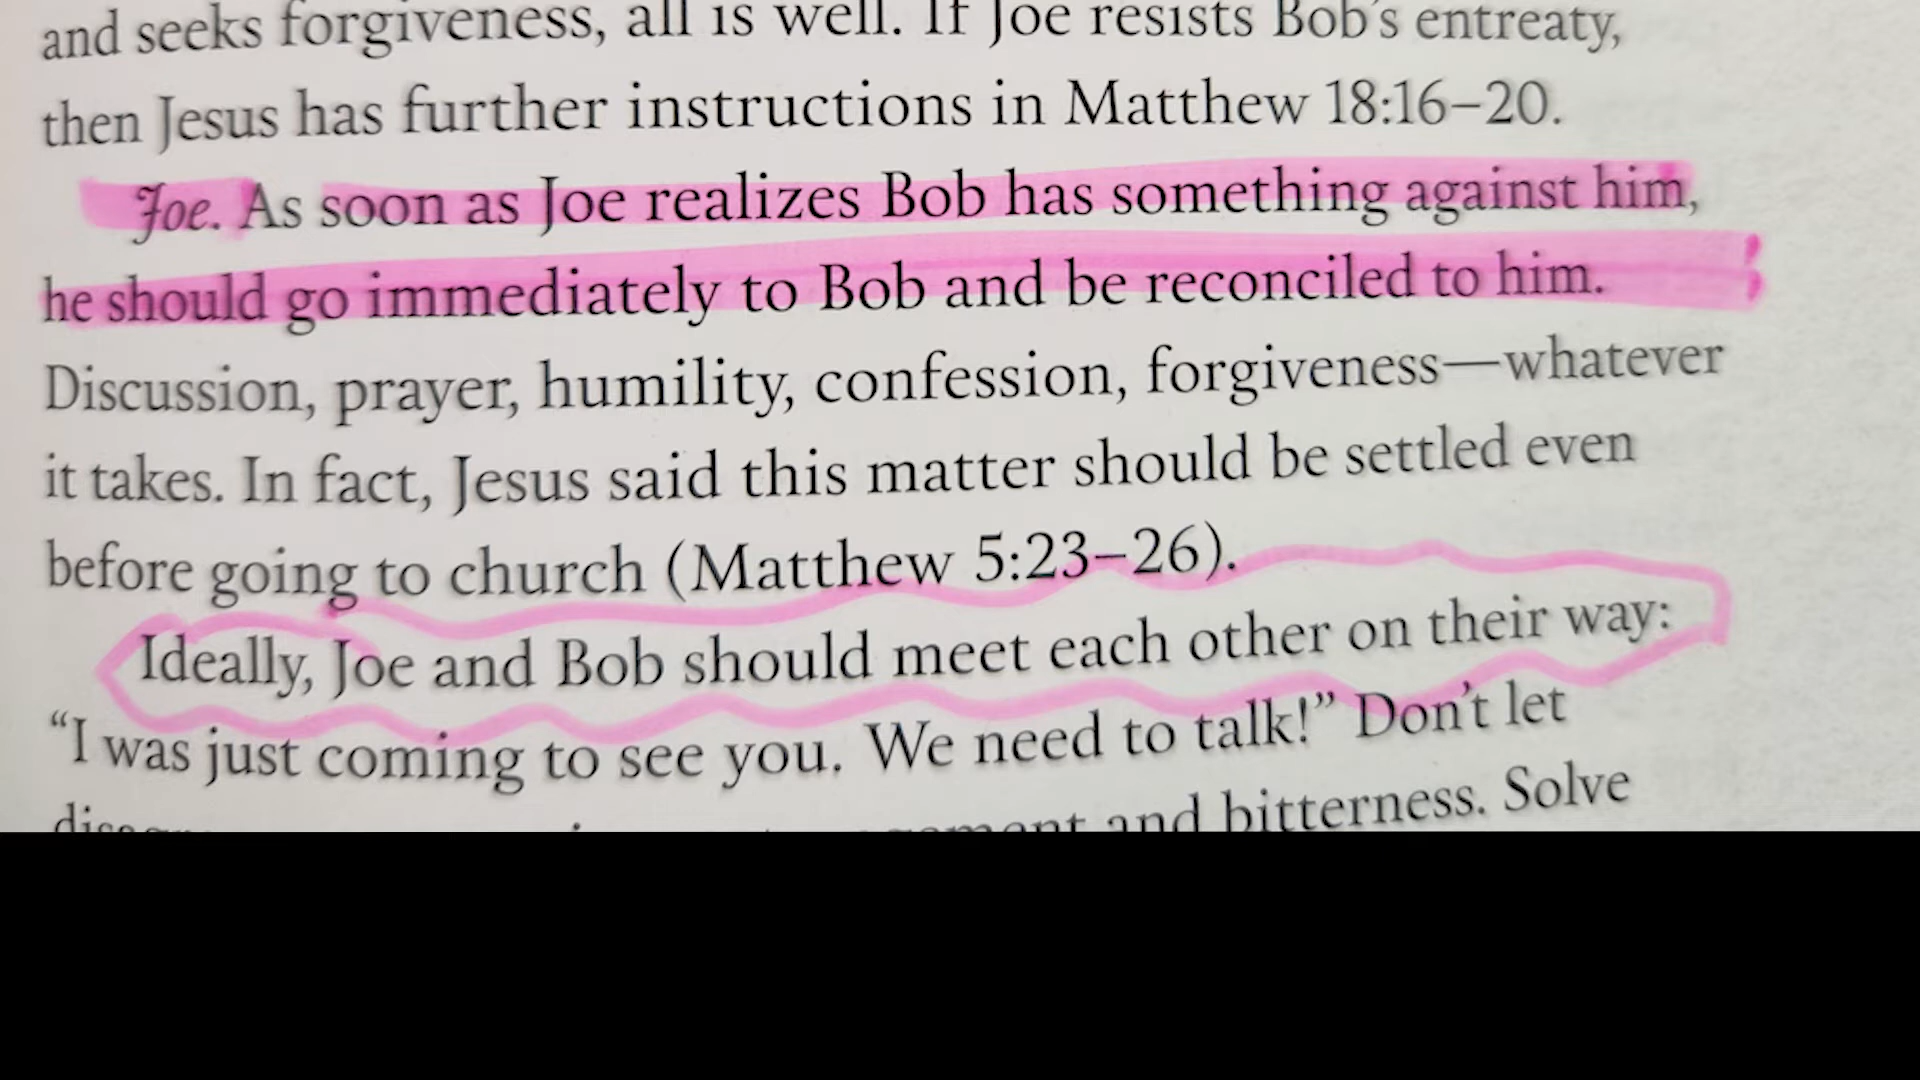 and seeks forgiveness, all is well. If Joe resists Bob's entreaty,
then Jesus has further instructions in Matthew 18:16–20.
Joe. As soon as Joe realizes Bob has something against him,
he should go immediately to Bob and be reconciled to him.
Discussion, prayer, humility, confession, forgiveness—whatever
it takes. In fact, Jesus said this matter should be settled even
before going to church (Matthew 5:23–26).
Ideally, Joe and Bob should meet each other on their way:
“I was just coming to see you. We need to talk!” Don't let
and bitterness. Solve